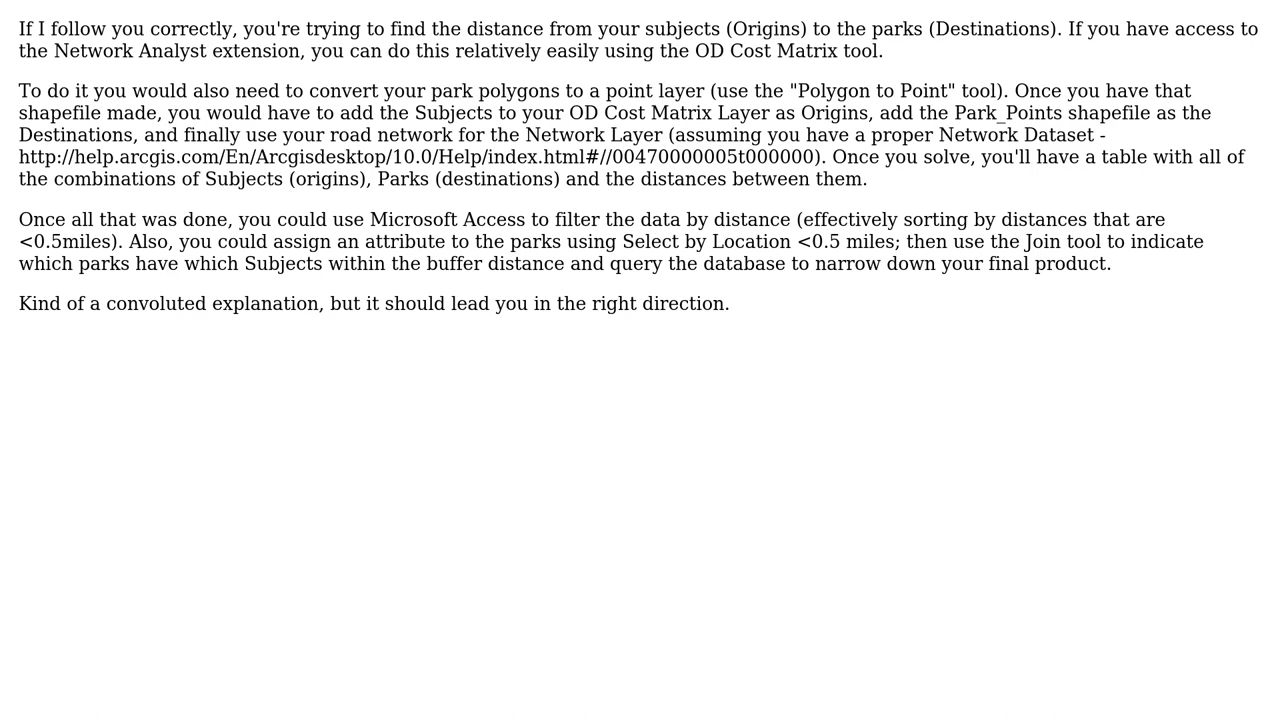 If I follow you correctly, you're trying to find the distance from your subjects (Origins) to the parks (Destinations). If you have access to
the Network Analyst extension, you can do this relatively easily using the OD Cost Matrix tool.
To do it you would also need to convert your park polygons to a point layer (use the "Polygon to Point" tool). Once you have that
shapefile made, you would have to add the Subjects to your OD Cost Matrix Layer as Origins, add the Park_Points shapefile as the
Destinations, and finally use your road network for the Network Layer (assuming you have a proper Network Dataset -
http://help.arcgis.com/En/Arcgisdesktop/10.0/Help/index.html#//00470000005t000000). Once you solve, you'll have a table with all of
the combinations of Subjects (origins), Parks (destinations) and the distances between them.
Once all that was done, you could use Microsoft Access to filter the data by distance (effectively sorting by distances that are
<0.5miles). Also, you could assign an attribute to the parks using Select by Location <0.5 miles; then use the Join tool to indicate
which parks have which Subjects within the buffer distance and query the database to narrow down your final product.
Kind of a convoluted explanation, but it should lead you in the right direction.